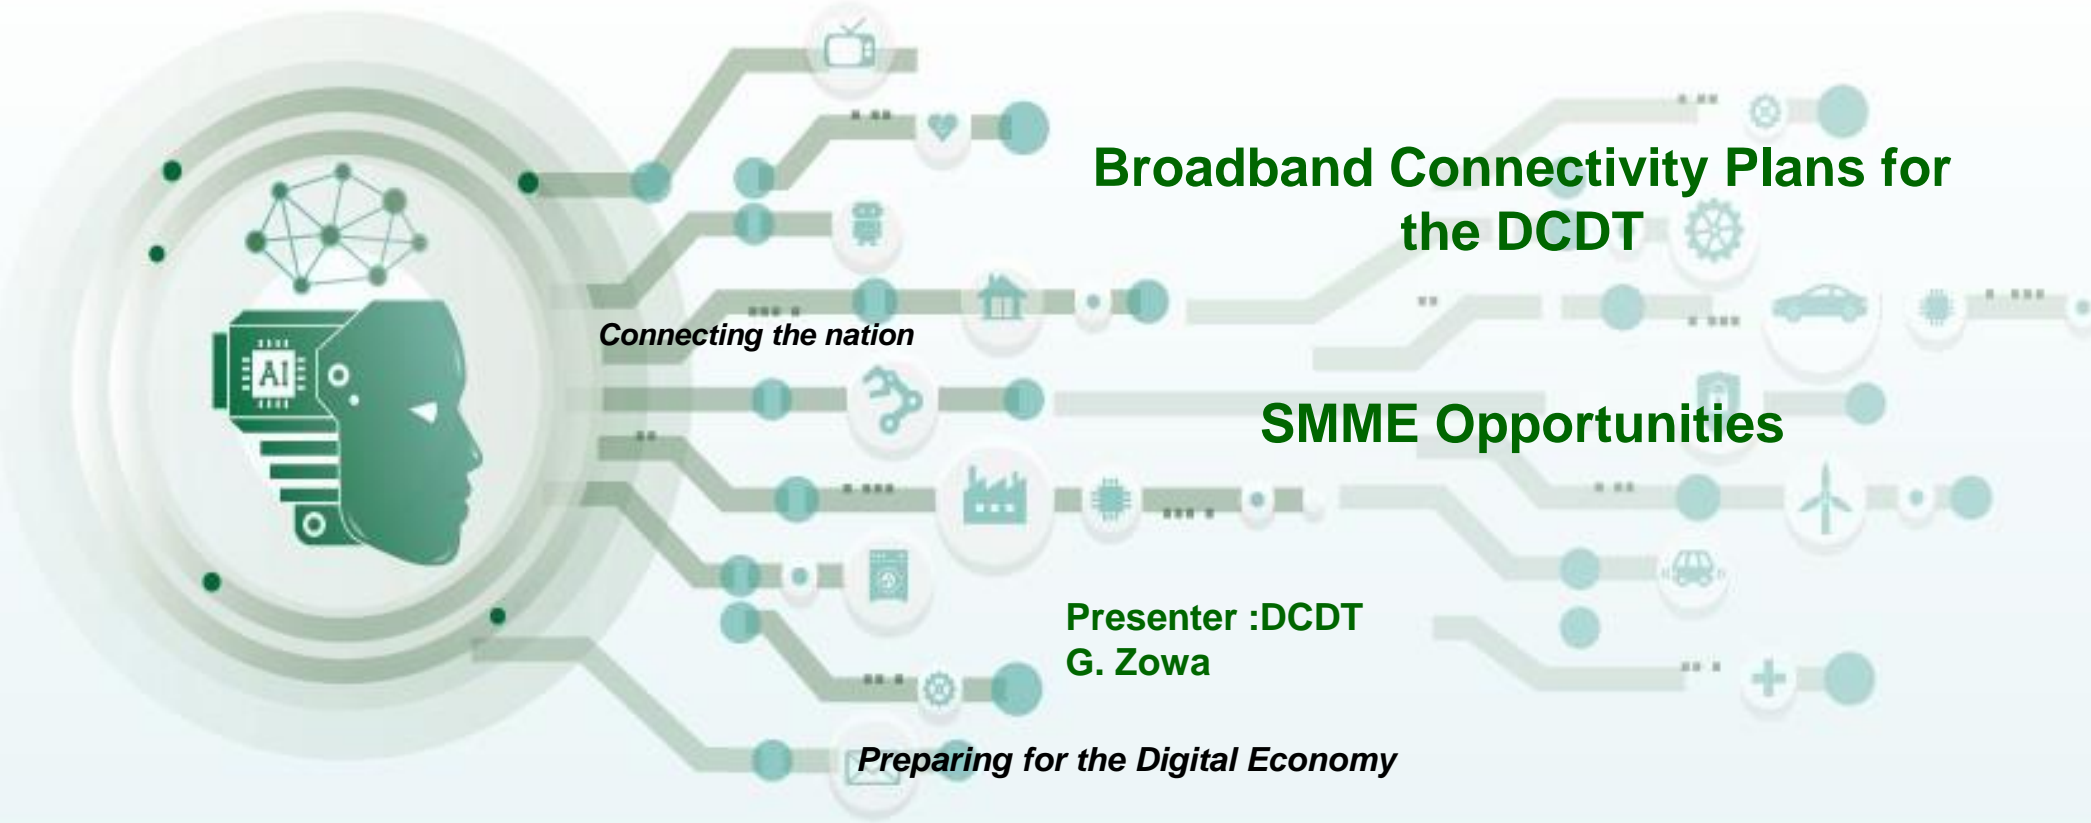 Broadband Connectivity Plans for
the DCDT
Connecting the nation
AI
SMME Opportunities
Presenter :DCDT
G. Zowa
Preparing for the Digital Economy